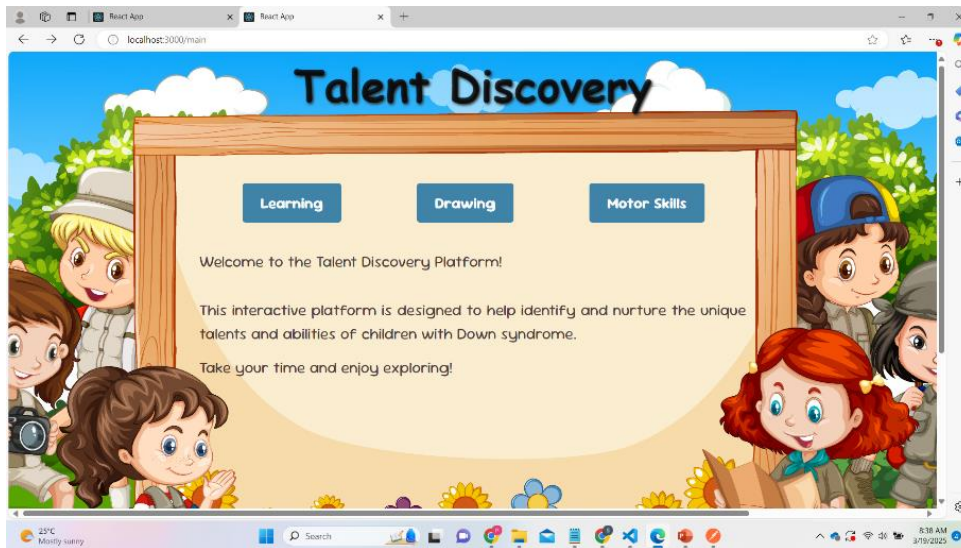 React App
React App
localhost:3000/main
Talent Discovery
Learning
Drawing
Motor Skills
Welcome to the Talent Discovery Platform!
This interactive platform is designed to help identify and nurture the unique
talents and abilities of children with Down syndrome.
Take your time and enjoy exploring!
25°C
Mostly sunny
Search
8:38 AM
3/19/2025